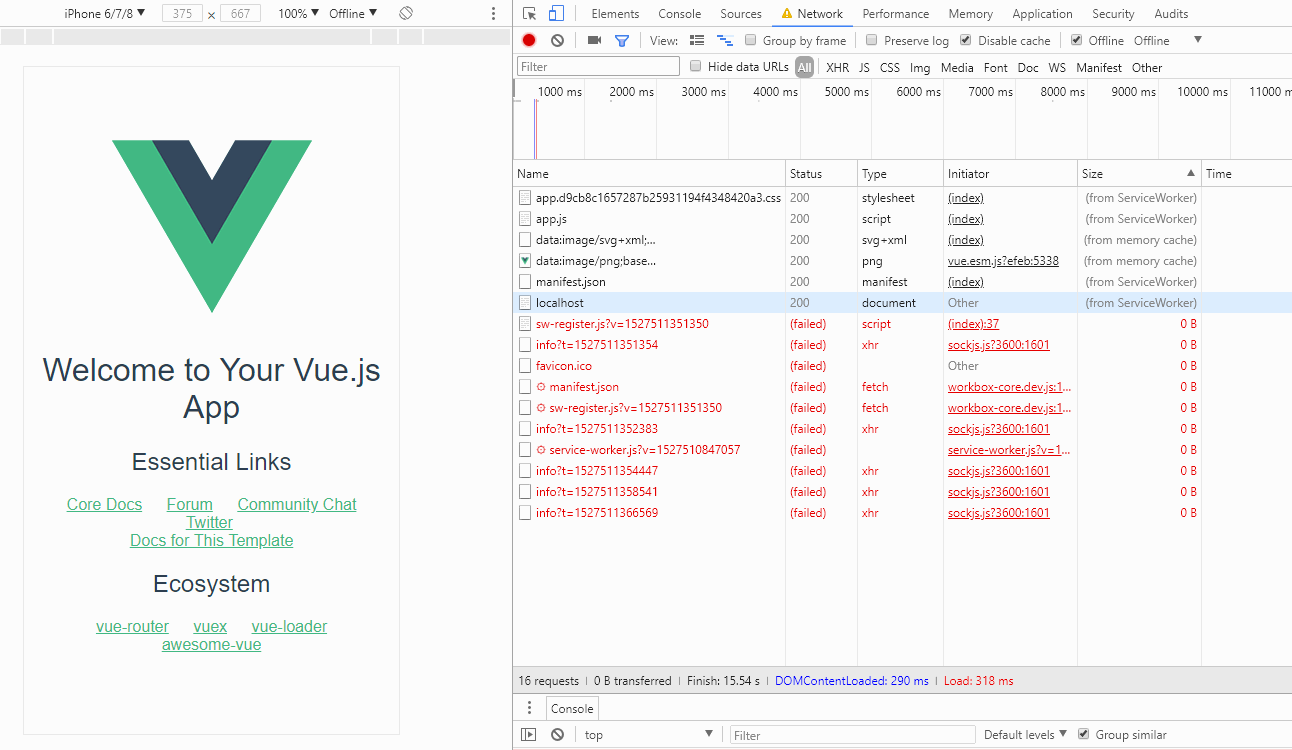 iPhone 6/7/8 375 x 667 100% Offline
Welcome to Your Vue.js
App
Essential Links
Core Docs Forum Community Chat
Twitter
Docs for This Template
Ecosystem
vue-router vuex vue-loader
awesome-vue
Elements Console Sources Network Performance Memory Application Security Audits
View: Group by frame Preserve log Disable cache Offline Offline
Filter Hide data URLs All XHR JS CSS Img Media Font Doc WS Manifest Other
1000 ms 2000 ms 3000 ms 4000 ms 5000 ms 6000 ms 7000 ms 8000 ms 9000 ms 10000 ms 11000 m
Name Status Type Initiator Size Time
app.d9cb8c1657287b25931194f4348420a3.css 200 stylesheet (index) (from ServiceWorker)
app.js 200 script (index) (from ServiceWorker)
data:image/svg+xml;... 200 svg+xml (index) (from memory cache)
data:image/png;base... 200 png vue.esm.js?efeb:5338 (from memory cache)
manifest.json 200 manifest (index) (from ServiceWorker)
localhost 200 document Other (from ServiceWorker)
sw-register.js?v=1527511351350 (failed) script (index):37 0 B
info?t=1527511351354 (failed) xhr sockjs.js?3600:1601 0 B
favicon.ico (failed) Other 0 B
manifest.json (failed) fetch workbox-core.dev.js:1... 0 B
sw-register.js?v=1527511351350 (failed) fetch workbox-core.dev.js:1... 0 B
info?t=1527511352383 (failed) xhr sockjs.js?3600:1601 0 B
service-worker.js?v=1527510847057 (failed) service-worker.js?v=1... 0 B
info?t=1527511354447 (failed) xhr sockjs.js?3600:1601 0 B
info?t=1527511358541 (failed) xhr sockjs.js?3600:1601 0 B
info?t=1527511366569 (failed) xhr sockjs.js?3600:1601 0 B
16 requests | 0 B transferred | Finish: 15.54 s | DOMContentLoaded: 290 ms | Load: 318 ms
Console
top Filter Default levels Group similar